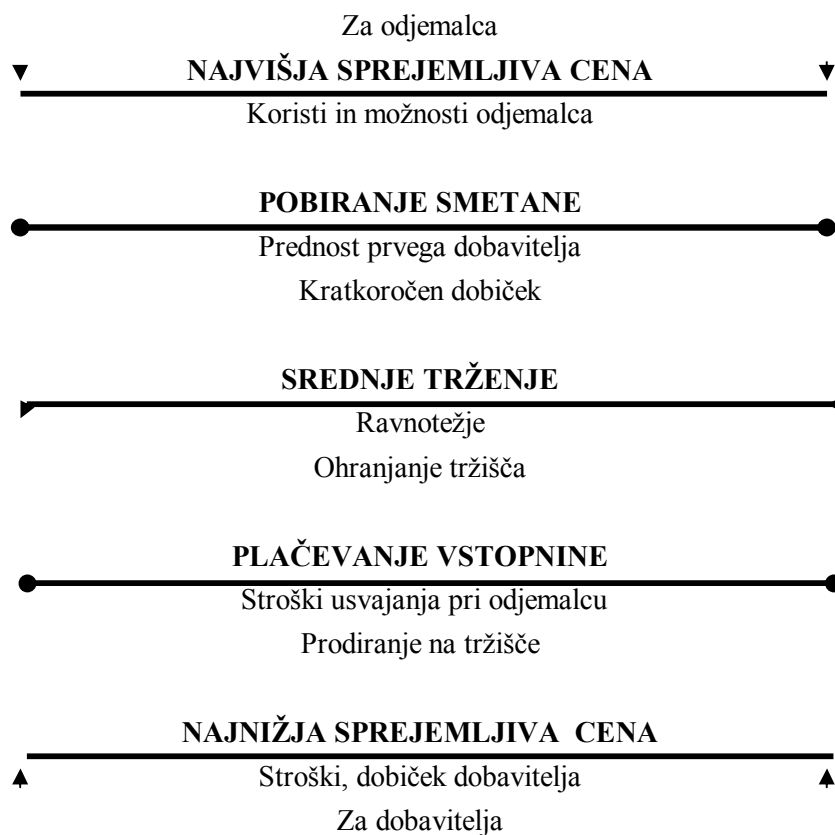 Za odjemalca
NAJVIŠJA SPREJEMLJIVA CENA
Koristi in možnosti odjemalca
POBIRANJE SMETANE
Prednost prvega dobavitelja
Kratkoročen dobiček
SREDNJE TRŽENJE
Ravnotežje
Ohranjanje tržišča
PLAČEVANJE VSTOPNINE
Stroški usvajanja pri odjemalcu
Prodiranje na tržišče
NAJNIŽJA SPREJEMLJIVA CENA
Stroški, dobiček dobavitelja
Za dobavitelja